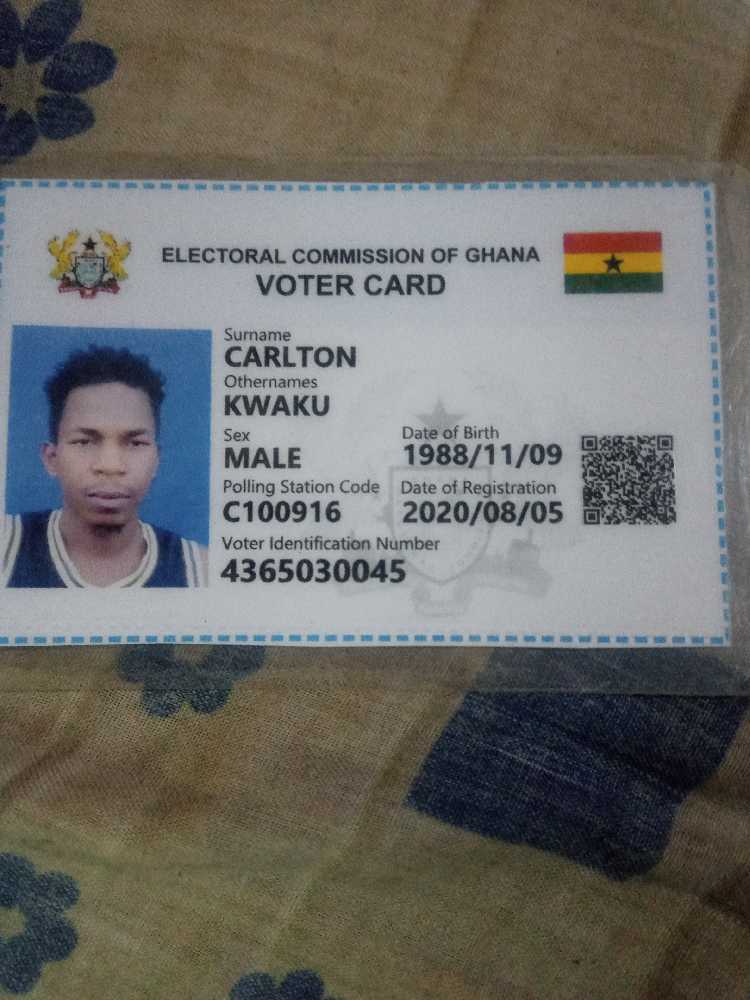 ELECTORAL COMMISSION OF GHANA
VOTER CARD
Surname
CARLTON
Othernames
KWAKU
Sex
MALE
Date of Birth
1988/11/09
Polling Station Code
C100916
Date of Registration
2020/08/05
Voter Identification Number
4365030045